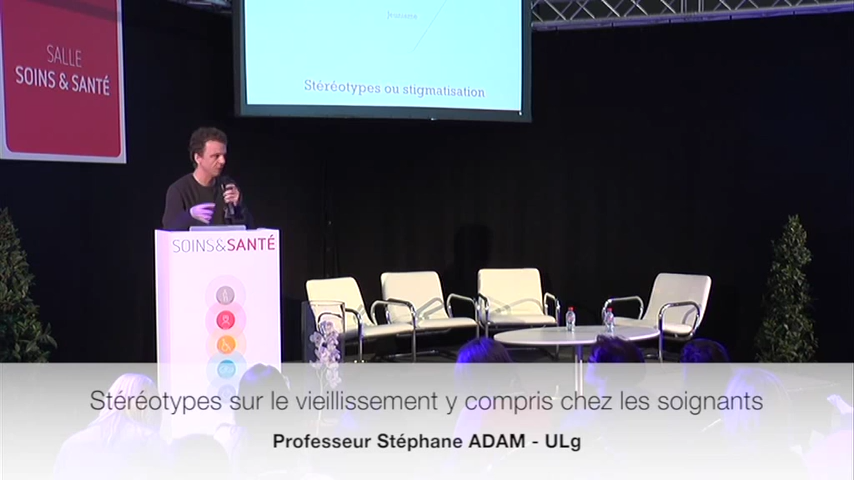 Jeunisme
Stéréotypes ou stigmatisation
SALLE
SOINS & SANTÉ
SOINS&SANTÉ
Stéréotypes sur le vieillissement y compris chez les soignants
Professeur Stéphane ADAM - ULg